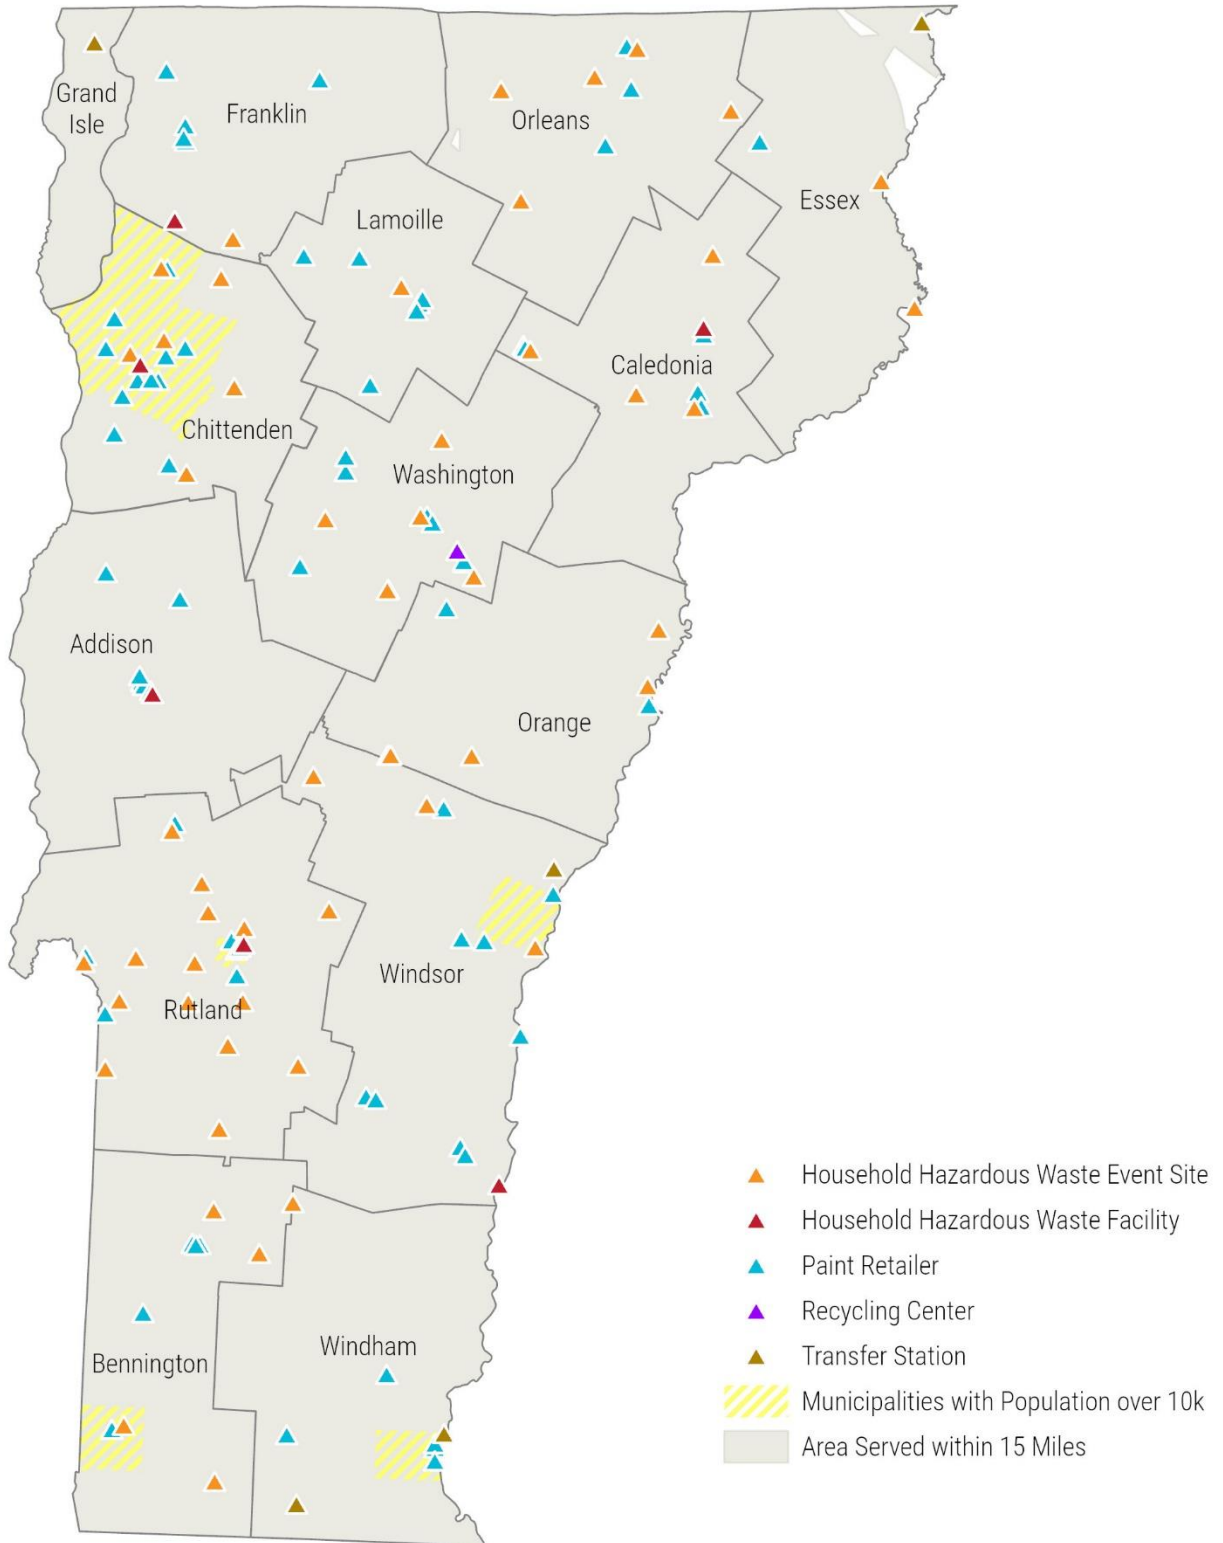 Grand
Isle
Franklin
Orleans
Essex
Lamoille
Caledonia
Chittenden
Washington
Addison
Orange
Windsor
Rutland
Household Hazardous Waste Event Site
Household Hazardous Waste Facility
Paint Retailer
Recycling Center
Windham
Bennington
Transfer Station
Municipalities with Population over 10k
Area Served within 15 Miles